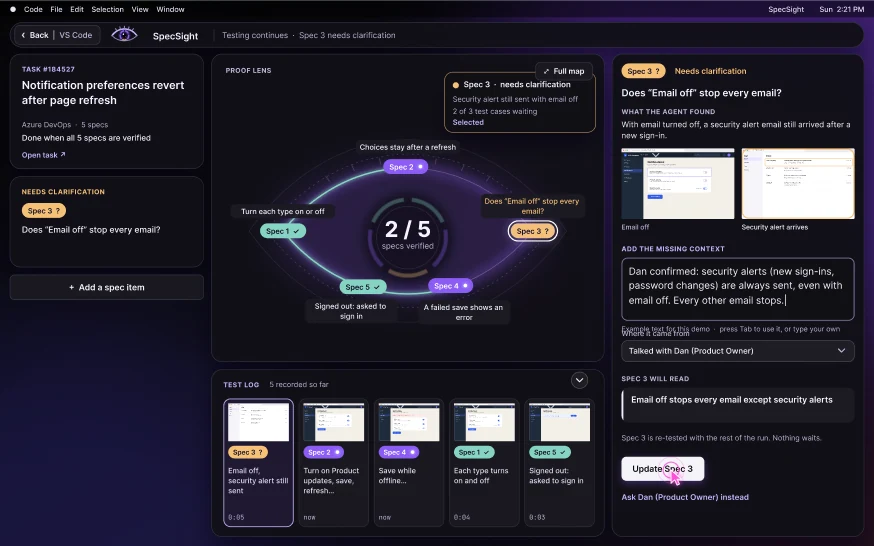 Code File Edit Selection View Window
SpecSight Sun 2:21 PM
‹ Back | VS Code
SpecSight
Testing continues · Spec 3 needs clarification
TASK #184527
Notification preferences revert
after page refresh
Azure DevOps · 5 specs
Done when all 5 specs are verified
Open task ↗
NEEDS CLARIFICATION
Spec 3 ?
Does “Email off” stop every email?
+ Add a spec item
PROOF LENS
Full map
Spec 3 · needs clarification
Security alert still sent with email off
2 of 3 test cases waiting
Selected
Choices stay after a refresh
Spec 2
Turn each type on or off
Spec 1 ✓
Does “Email off” stop every
email?
Spec 3 ?
2 / 5
specs verified
Spec 5 ✓
Signed out: asked to
sign in
Spec 4
A failed save shows an
error
TEST LOG 5 recorded so far
Spec 3 ?
Email off,
security alert still
sent
0:05
Spec 2
Turn on Product
updates, save,
refresh…
now
Spec 4
Save while
offline…
now
Spec 1 ✓
Each type turns
on and off
0:04
Spec 5 ✓
Signed out:
asked to sign in
0:03
Spec 3 ? Needs clarification
Does “Email off” stop every email?
WHAT THE AGENT FOUND
With email turned off, a security alert email still arrived after a
new sign-in.
Email off
Security alert arrives
ADD THE MISSING CONTEXT
Dan confirmed: security alerts (new sign-ins,
password changes) are always sent, even with
email off. Every other email stops.
Example text for this demo · press Tab to use it, or type your own
Where it came from
Talked with Dan (Product Owner)
SPEC 3 WILL READ
Email off stops every email except security alerts
Spec 3 is re-tested with the rest of the run. Nothing waits.
Update Spec 3
Ask Dan (Product Owner) instead